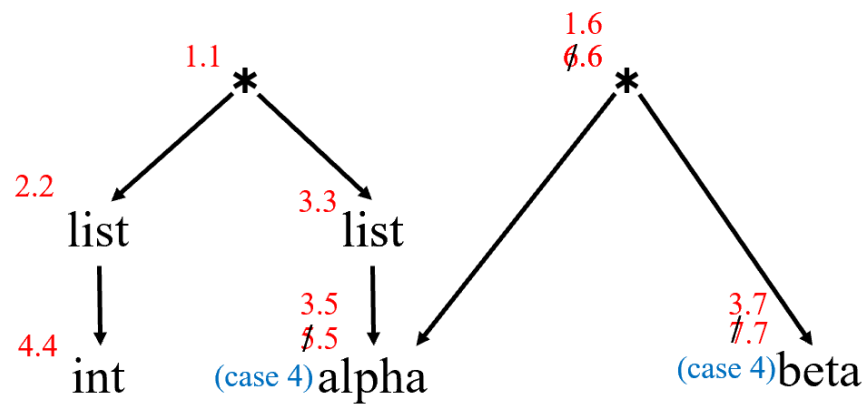 1.6
1.1
6.6
*
*
2.2
3.3
list
list
3.5
3.7
5.5
7.7
4.4
int
(case 4) alpha
(case 4) beta